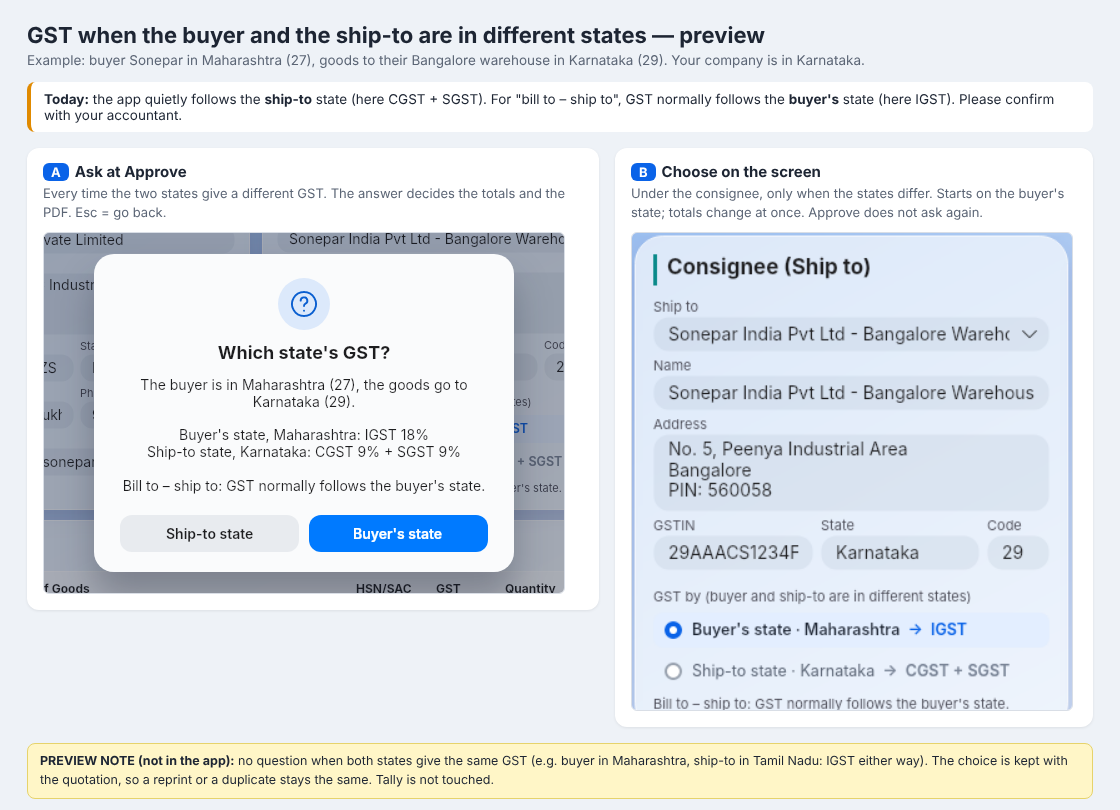 GST when the buyer and the ship-to are in different states — preview
Example: buyer Sonepar in Maharashtra (27), goods to their Bangalore warehouse in Karnataka (29). Your company is in Karnataka.
Today: the app quietly follows the ship-to state (here CGST + SGST). For "bill to – ship to", GST normally follows the buyer's state (here IGST). Please confirm
with your accountant.
A Ask at Approve
Every time the two states give a different GST. The answer decides the totals and the
PDF. Esc = go back.
vate Limited
Sonepar India Pvt Ltd - Bangalore Wareho
Industr
Sta
Cod
ZS
2
Ph
es)
ukh
9
ST
sonepar
+ SGST
er's state.
Which state's GST?
The buyer is in Maharashtra (27), the goods go to
Karnataka (29).
Buyer's state, Maharashtra: IGST 18%
Ship-to state, Karnataka: CGST 9% + SGST 9%
Bill to – ship to: GST normally follows the buyer's state.
Ship-to state
Buyer's state
f Goods HSN/SAC GST Quantity
B Choose on the screen
Under the consignee, only when the states differ. Starts on the buyer's
state; totals change at once. Approve does not ask again.
Consignee (Ship to)
Ship to
Sonepar India Pvt Ltd - Bangalore Wareho
Name
Sonepar India Pvt Ltd - Bangalore Warehous
Address
No. 5, Peenya Industrial Area
Bangalore
PIN: 560058
GSTIN State Code
29AAACS1234F Karnataka 29
GST by (buyer and ship-to are in different states)
Buyer's state · Maharashtra → IGST
Ship-to state · Karnataka → CGST + SGST
Bill to – ship to: GST normally follows the buyer's state.
PREVIEW NOTE (not in the app): no question when both states give the same GST (e.g. buyer in Maharashtra, ship-to in Tamil Nadu: IGST either way). The choice is kept with
the quotation, so a reprint or a duplicate stays the same. Tally is not touched.